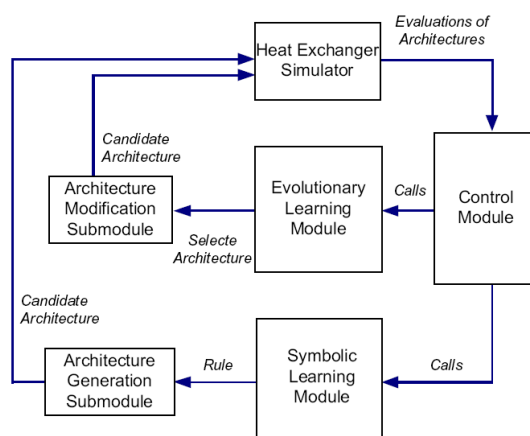 Evaluations of
Architectures
Heat Exchanger
Simulator
Candidate
Architecture
Architecture
Modification
Submodule
Selecte
Architecture
Evolutionary
Learning
Module
Calls
Control
Module
Candidate
Architecture
Architecture
Generation
Submodule
Rule
Symbolic
Learning
Module
Calls